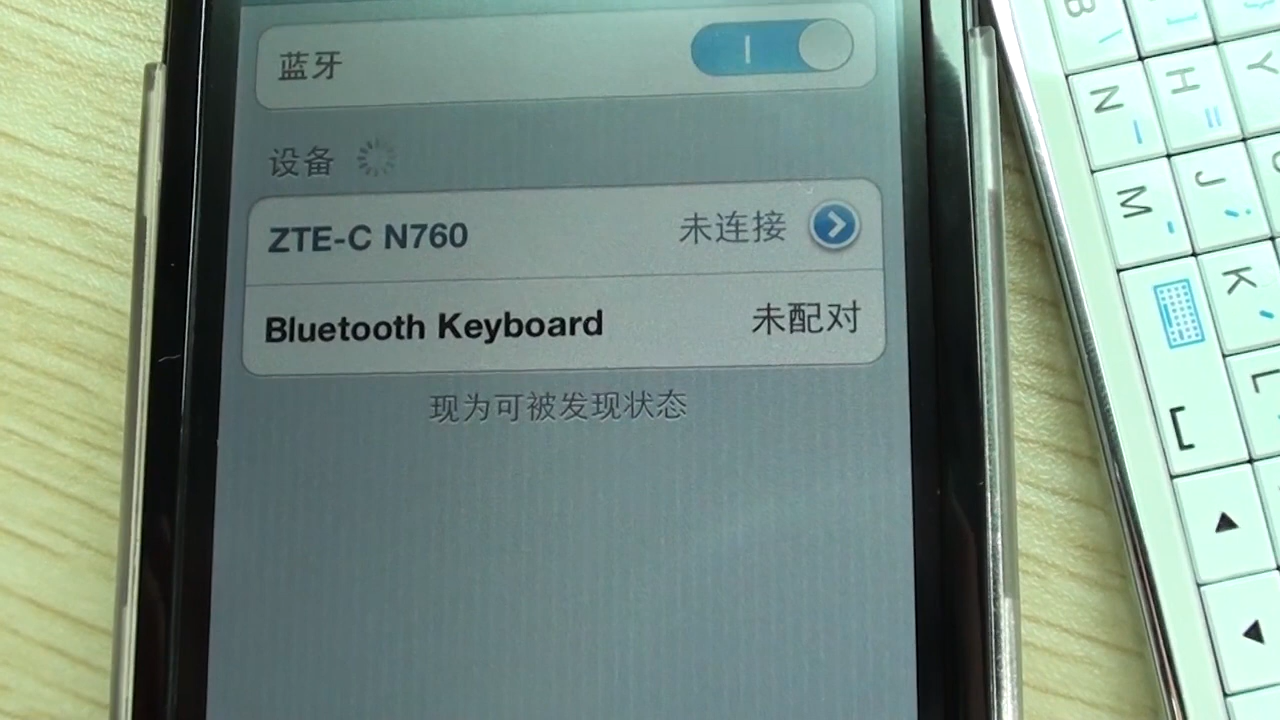 蓝牙
设备
ZTE-C N760 未连接
Bluetooth Keyboard 未配对
现为可被发现状态
B \ ]
N - H = Y
M J ;
K '
L